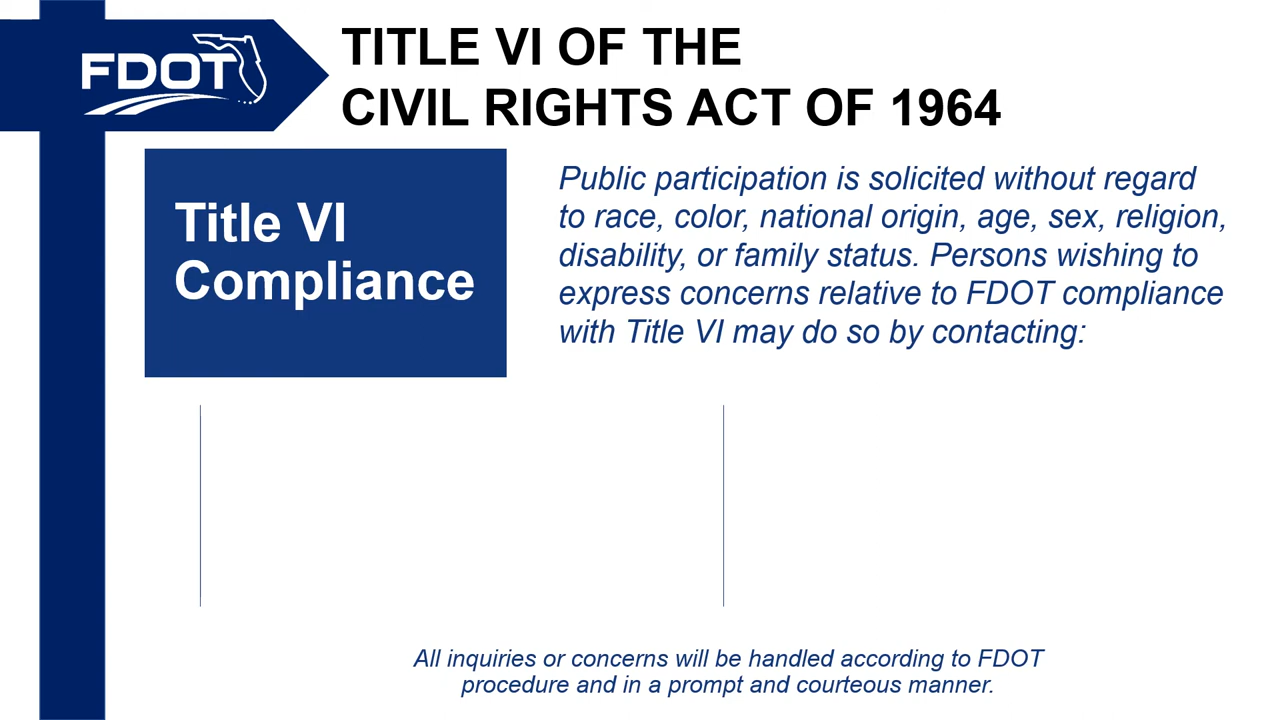 FDOT
TITLE VI OF THE
CIVIL RIGHTS ACT OF 1964
Title VI
Compliance
Public participation is solicited without regard
to race, color, national origin, age, sex, religion,
disability, or family status. Persons wishing to
express concerns relative to FDOT compliance
with Title VI may do so by contacting:
All inquiries or concerns will be handled according to FDOT
procedure and in a prompt and courteous manner.